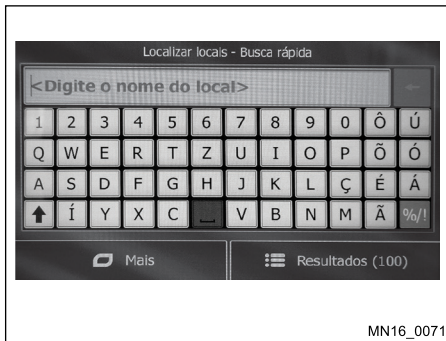 Localizar locais - Busca rápida
<Digite o nome do local>
1 2 3 4 5 6 7 8 9 0 Ô Ú
Q W E R T Z U I O P Õ Ó
A S D F G H J K L Ç É Á
Í Y X C V B N M Ã %/!
Mais Resultados (100)
MN16_0071